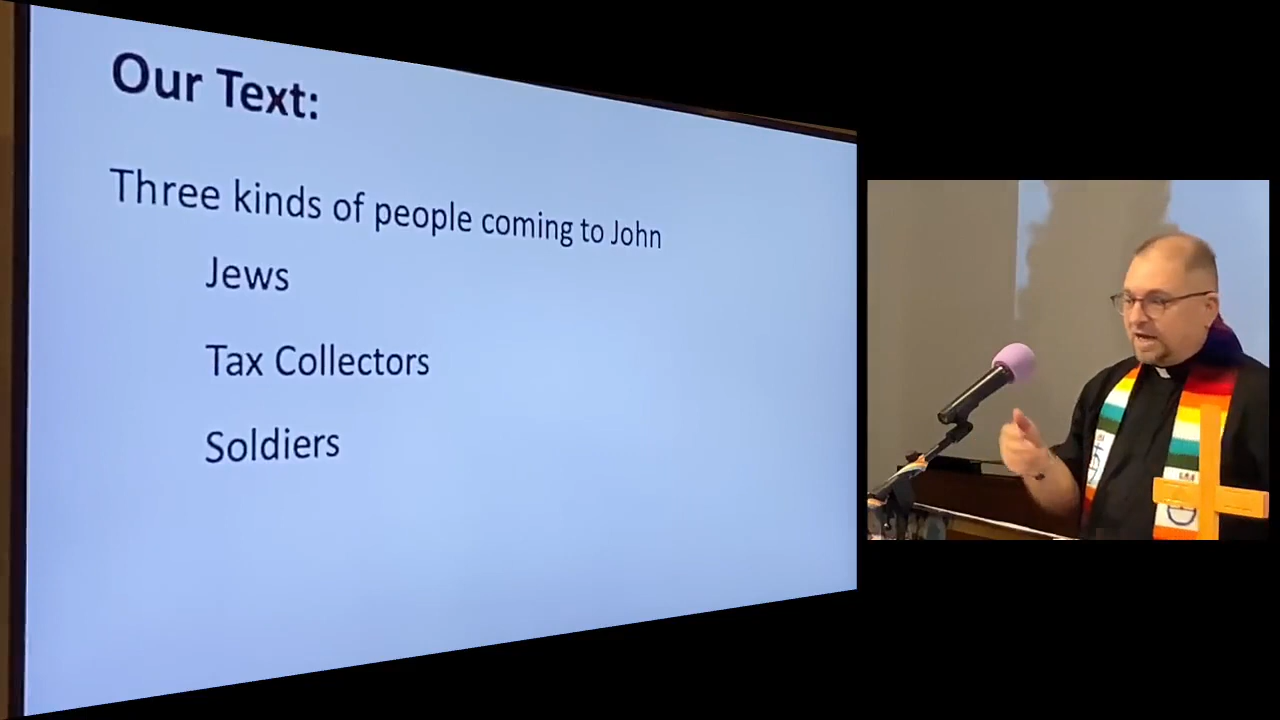 Our Text:
Three kinds of people coming to John
Jews
Tax Collectors
Soldiers